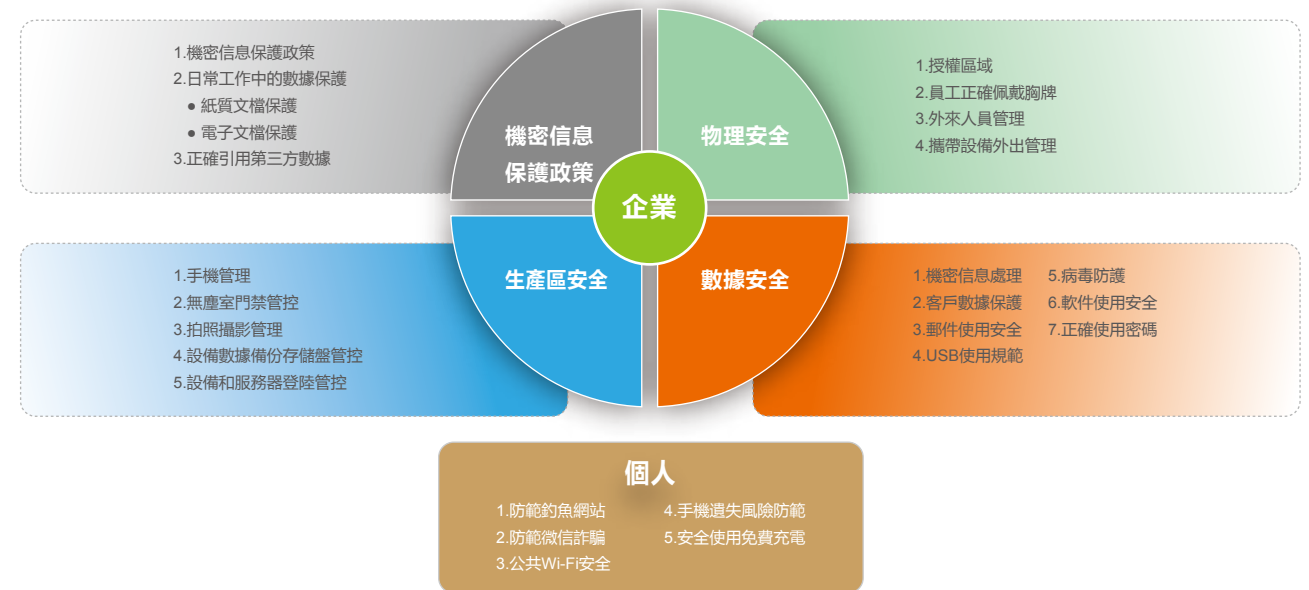 1.機密信息保護政策
2.日常工作中的數據保護
● 紙質文檔保護
● 電子文檔保護
3.正確引用第三方數據
機密信息
保護政策
物理安全
1.授權區域
2.員工正確佩戴胸牌
3.外來人員管理
4.攜帶設備外出管理
企業
1.手機管理
2.無塵室門禁管控
3.拍照攝影管理
4.設備數據備份存儲盤管控
5.設備和服務器登陸管控
生產區安全
數據安全
1.機密信息處理
2.客戶數據保護
3.郵件使用安全
4.USB使用規範
5.病毒防護
6.軟件使用安全
7.正確使用密碼
個人
1.防範釣魚網站
2.防範微信詐騙
3.公共Wi-Fi安全
4.手機遺失風險防範
5.安全使用免費充電